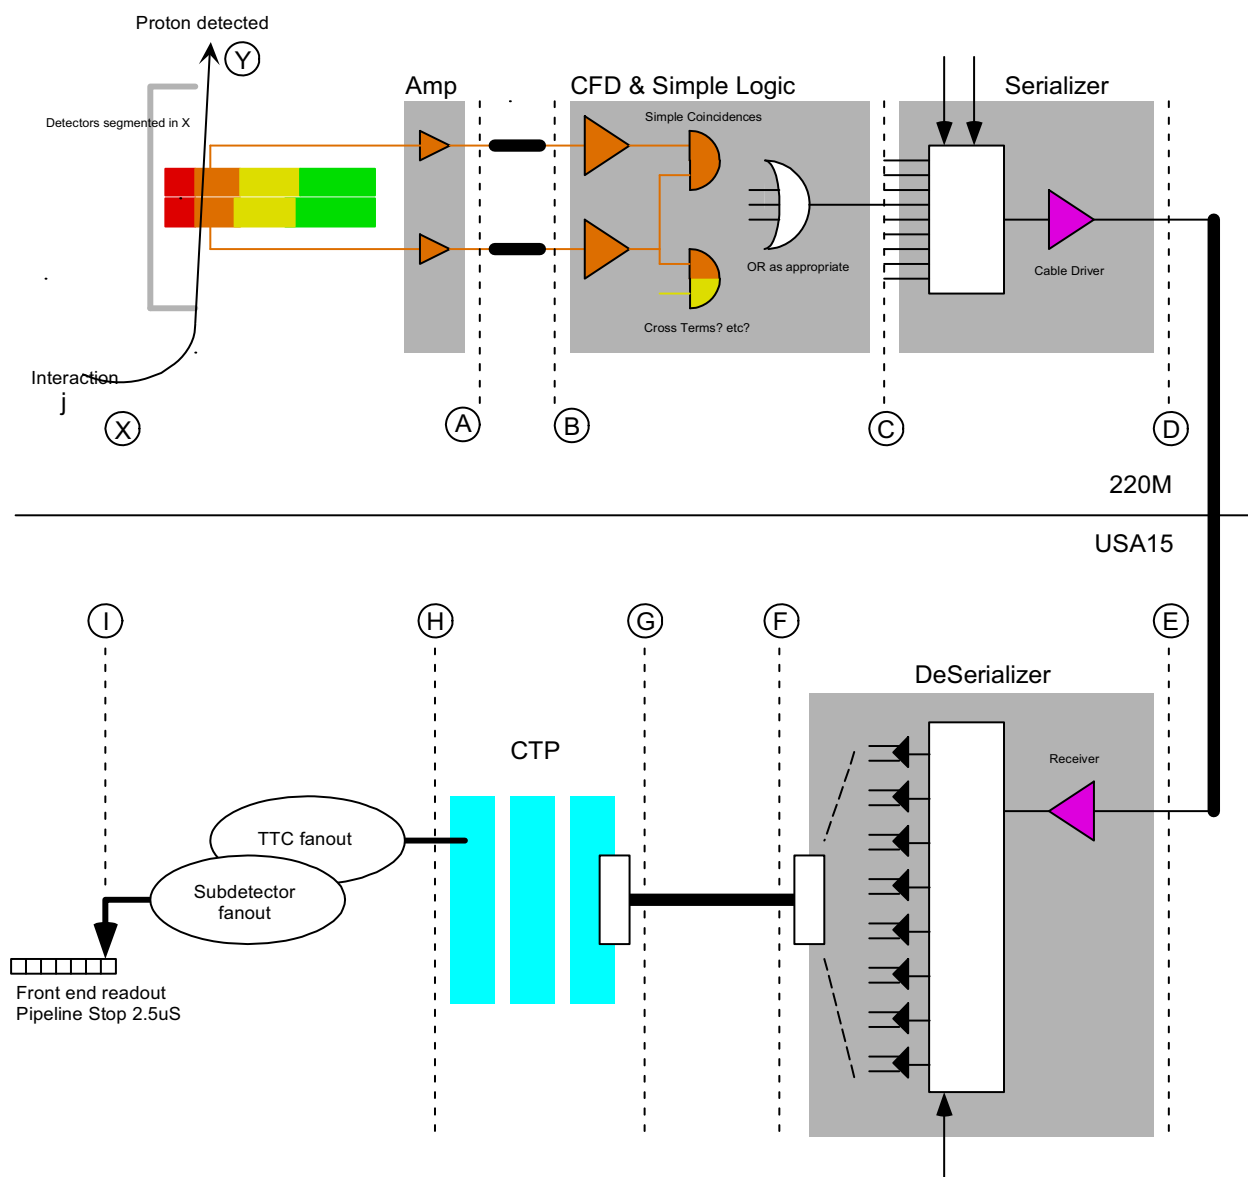 Proton detected
Y
Amp
CFD & Simple Logic
Serializer
Detectors segmented in X
Simple Coincidences
OR as appropriate
Cable Driver
Cross Terms? etc?
Interaction
j
X
A
B
C
D
220M
USA15
I
H
G
F
E
DeSerializer
CTP
Receiver
TTC fanout
Subdetector
fanout
Front end readout
Pipeline Stop 2.5uS